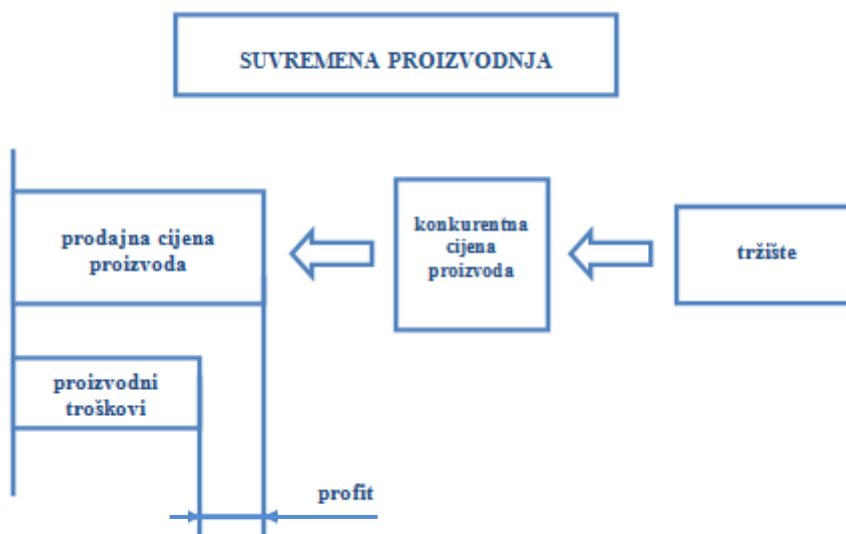 SUVREMENA PROIZVODNJA
prodajna cijena
proizvoda
konkurentna
cijena
proizvoda
tržište
proizvodni
troškovi
profit